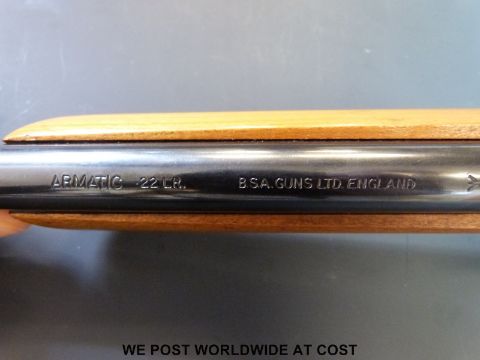 ARMATIC .22 L.R. B.S.A. GUNS LTD. ENGLAND
WE POST WORLDWIDE AT COST